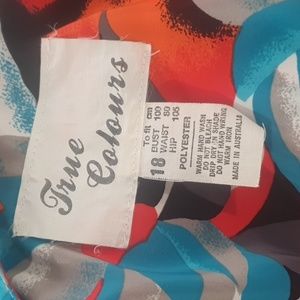 True
Colours
To fit cm
18 BUST 100
WAIST 80
HIP 105
POLYESTER
WARM HAND WASH
DO NOT BLEACH
DRIP DRY IN SHADE
DO NOT HAND WRING
WARM IRON
MADE IN AUSTRALIA